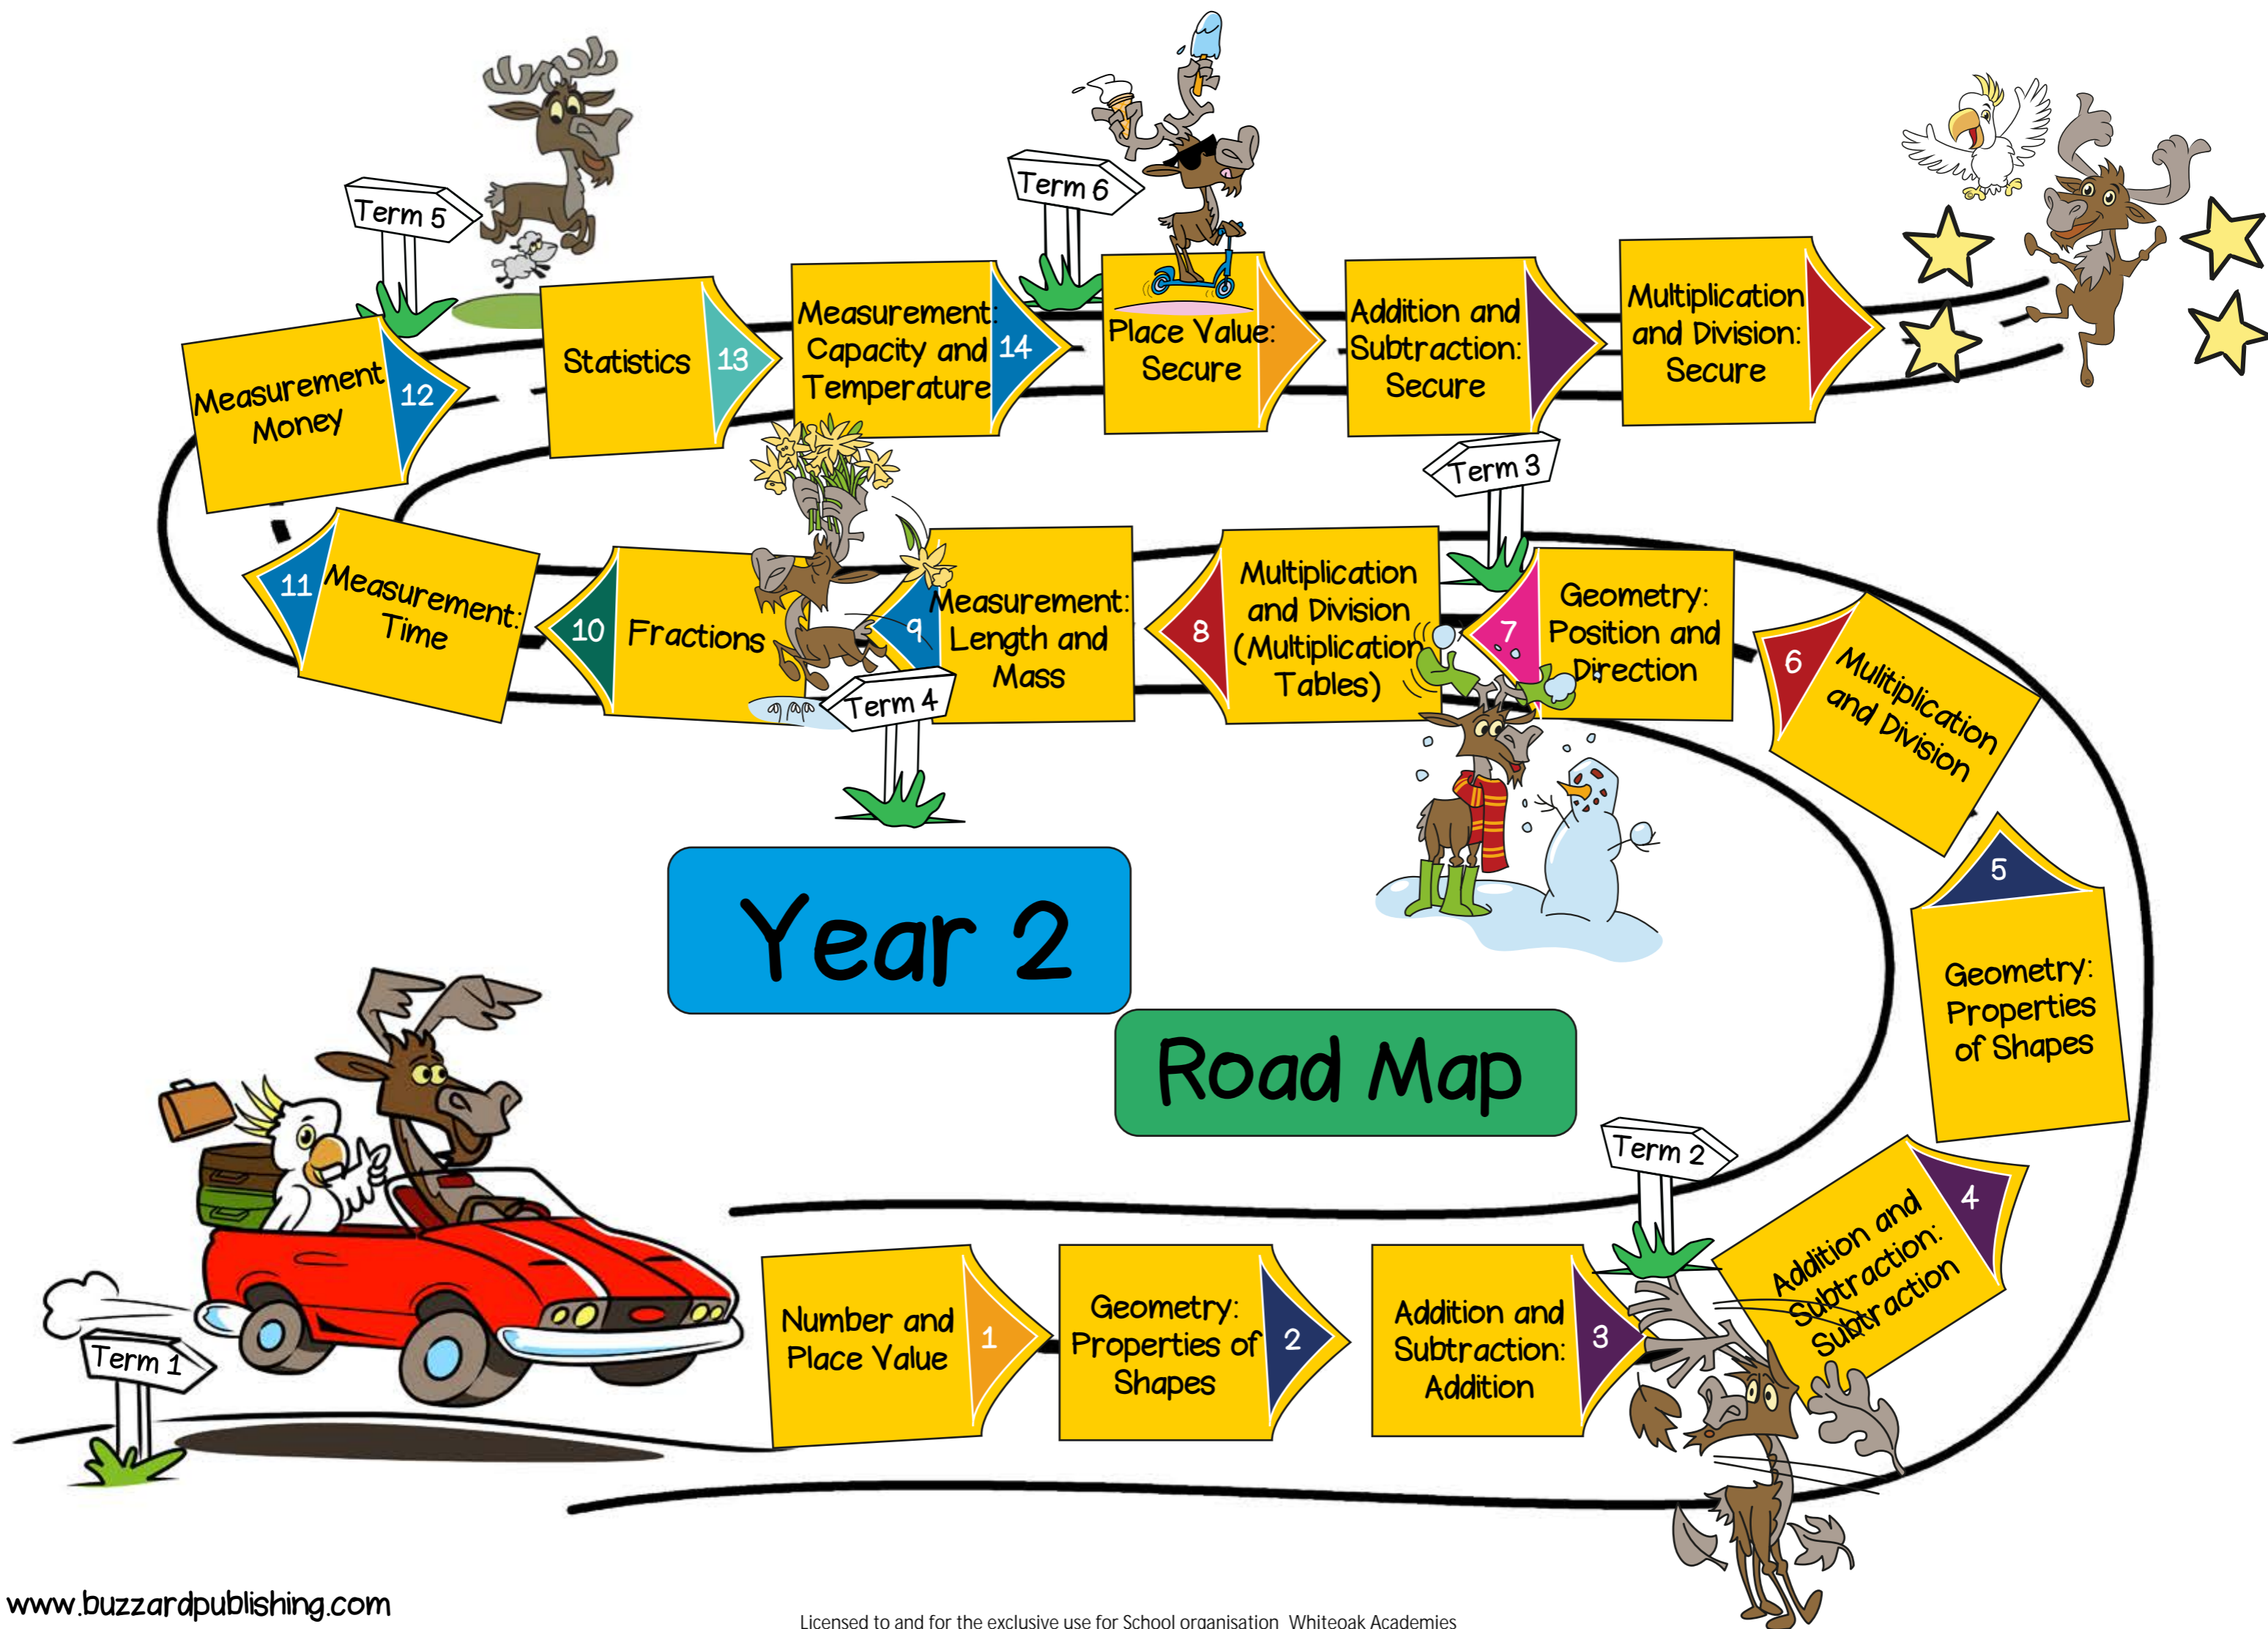 Term 1
Number and
Place Value
1
Geometry:
Properties of
Shapes
2
Addition and
Subtraction:
Addition
3
Term 2
Addition and
Subtraction:
Subtraction
4
Geometry:
Properties
of Shapes
5
Mulitiplication
and Division
6
Geometry:
Position and
Direction
7
Term 3
Multiplication
and Division
(Multiplication
Tables)
8
Measurement:
Length and
Mass
9
Term 4
Fractions
10
Measurement:
Time
11
Measurement
Money
12
Term 5
Statistics
13
Measurement:
Capacity and
Temperature
14
Term 6
Place Value:
Secure
Addition and
Subtraction:
Secure
Multiplication
and Division:
Secure
Year 2
Road Map
www.buzzardpublishing.com
Licensed to and for the exclusive use for School organisation Whiteoak Academies